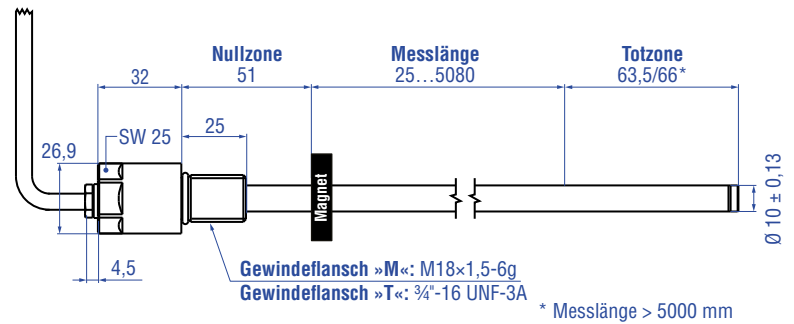 Nullzone
Messlänge
Totzone
32
51
25…5080
63,5/66*
25
SW 25
26,9
Magnet
Ø 10 ± 0,13
4,5
Gewindeflansch »M«: M18×1,5-6g
Gewindeflansch »T«: ¾"-16 UNF-3A
* Messlänge > 5000 mm